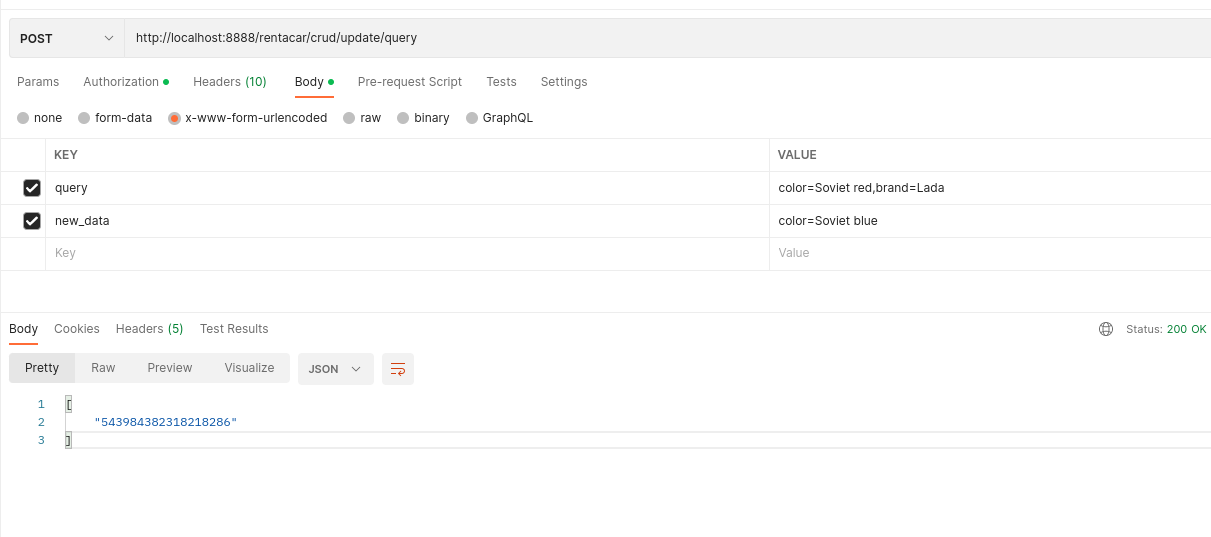 POST http://localhost:8888/rentacar/crud/update/query
Params Authorization Headers (10) Body Pre-request Script Tests Settings
none form-data x-www-form-urlencoded raw binary GraphQL
KEY VALUE
query color=Soviet red,brand=Lada
new_data color=Soviet blue
Key Value
Body Cookies Headers (5) Test Results Status: 200 OK
Pretty Raw Preview Visualize JSON
1 [
2 "543984382318218286"
3 ]